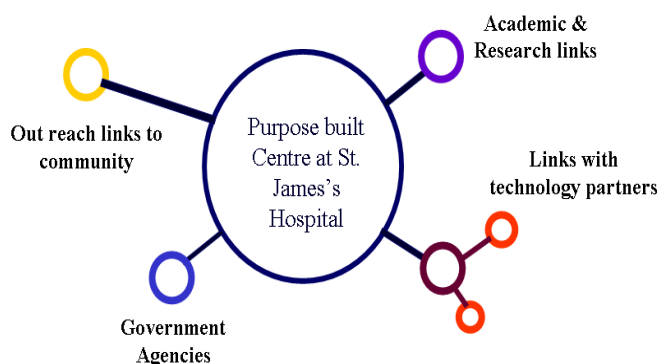 Academic &
Research links
Purpose built
Centre at St.
James's
Hospital
Out reach links to
community
Links with
technology partners
Government
Agencies